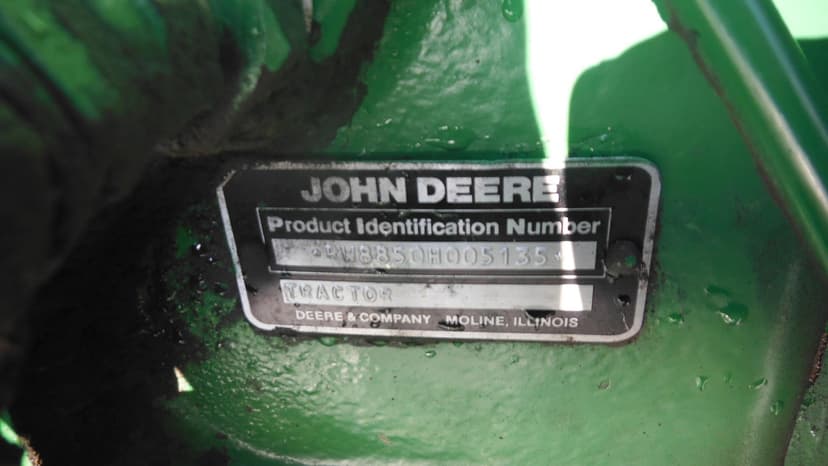 JOHN DEERE
Product Identification Number
*RW8850H005135*
TRACTOR
DEERE & COMPANY MOLINE, ILLINOIS